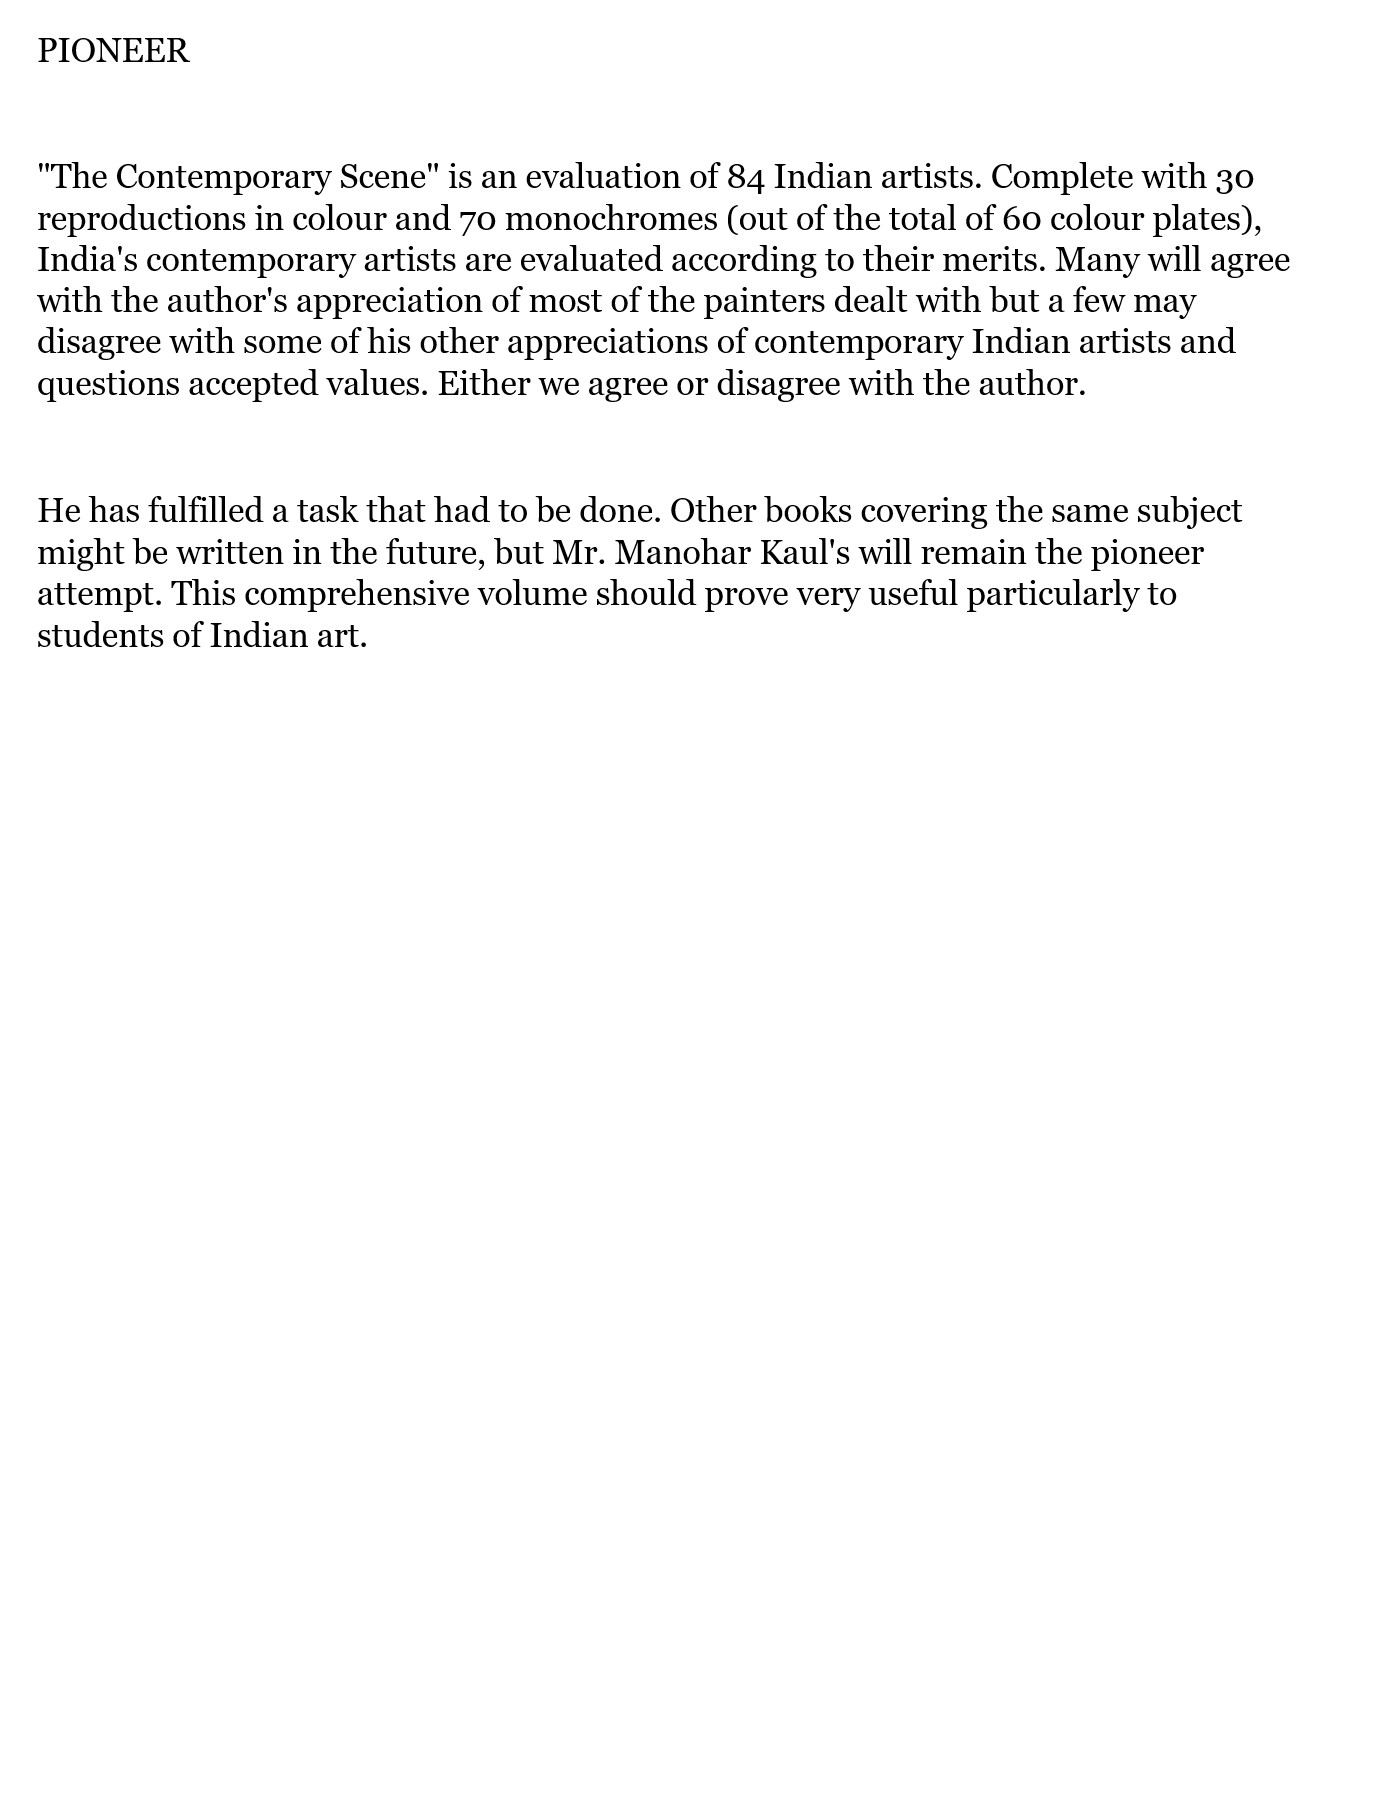 PIONEER
"The Contemporary Scene" is an evaluation of 84 Indian artists. Complete with 30
reproductions in colour and 70 monochromes (out of the total of 60 colour plates),
India's contemporary artists are evaluated according to their merits. Many will agree
with the author's appreciation of most of the painters dealt with but a few may
disagree with some of his other appreciations of contemporary Indian artists and
questions accepted values. Either we agree or disagree with the author.
He has fulfilled a task that had to be done. Other books covering the same subject
might be written in the future, but Mr. Manohar Kaul's will remain the pioneer
attempt. This comprehensive volume should prove very useful particularly to
students of Indian art.